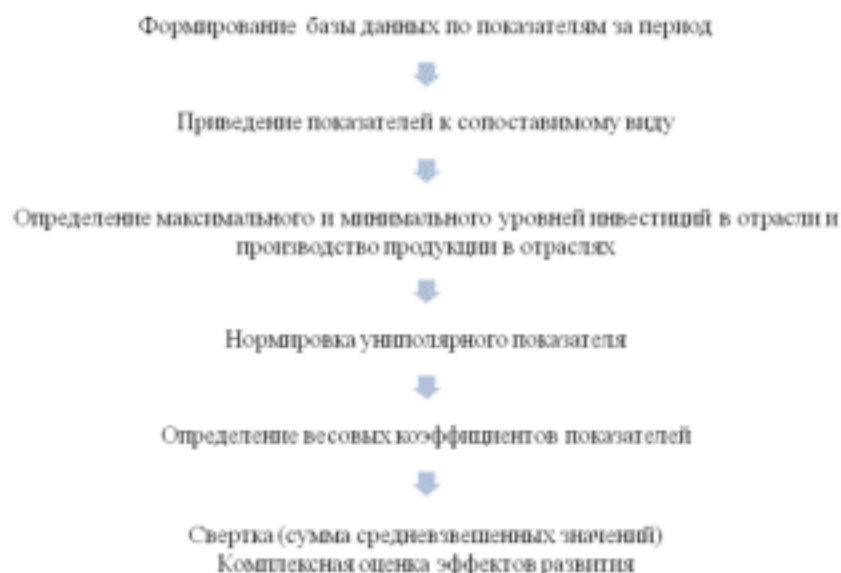 Формирование базы данных по показателям за период
Приведение показателей к сопоставимому виду
Определение максимального и минимального уровней инвестиций в отрасли и
производство продукции в отраслях
Нормировка униполярного показателя
Определение весовых коэффициентов показателей
Свертка (сумма средневзвешенных значений)
Комплексная оценка эффектов развития